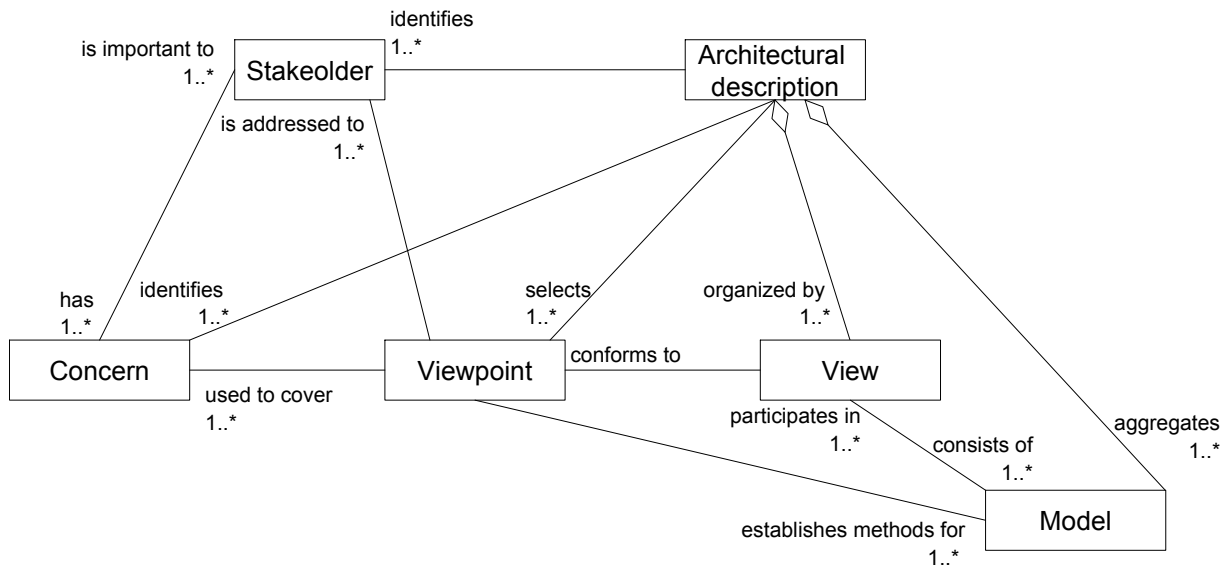 identifies
1..*
is important to
1..*
Stakeolder
Architectural
description
is addressed to
1..*
has
1..*
identifies
1..*
selects
1..*
organized by
1..*
Concern
used to cover
1..*
Viewpoint
conforms to
View
participates in
1..*
consists of
1..*
aggregates
1..*
Model
establishes methods for
1..*